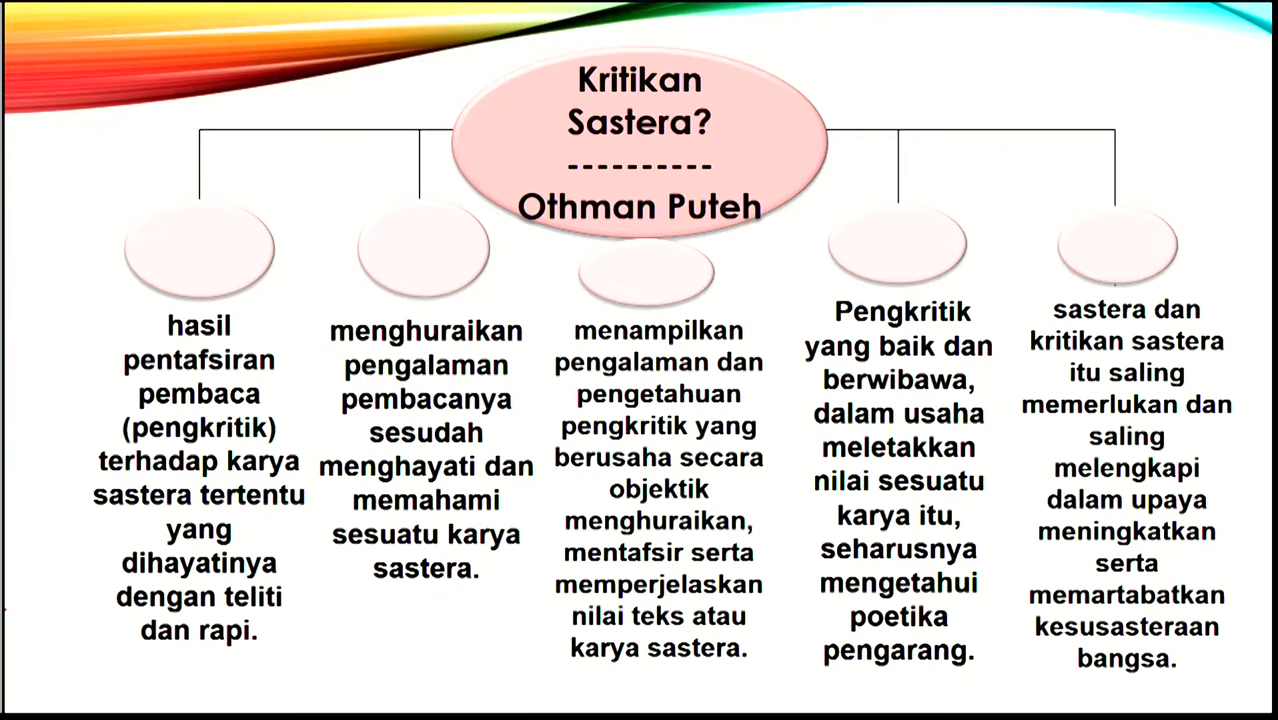 Kritikan
Sastera?
----------
Othman Puteh
hasil
pentafsiran
pembaca
(pengkritik)
terhadap karya
sastera tertentu
yang
dihayatinya
dengan teliti
dan rapi.
menghuraikan
pengalaman
pembacanya
sesudah
menghayati dan
memahami
sesuatu karya
sastera.
menampilkan
pengalaman dan
pengetahuan
pengkritik yang
berusaha secara
objektik
menghuraikan,
mentafsir serta
memperjelaskan
nilai teks atau
karya sastera.
Pengkritik
yang baik dan
berwibawa,
dalam usaha
meletakkan
nilai sesuatu
karya itu,
seharusnya
mengetahui
poetika
pengarang.
sastera dan
kritikan sastera
itu saling
memerlukan dan
saling
melengkapi
dalam upaya
meningkatkan
serta
memartabatkan
kesusasteraan
bangsa.